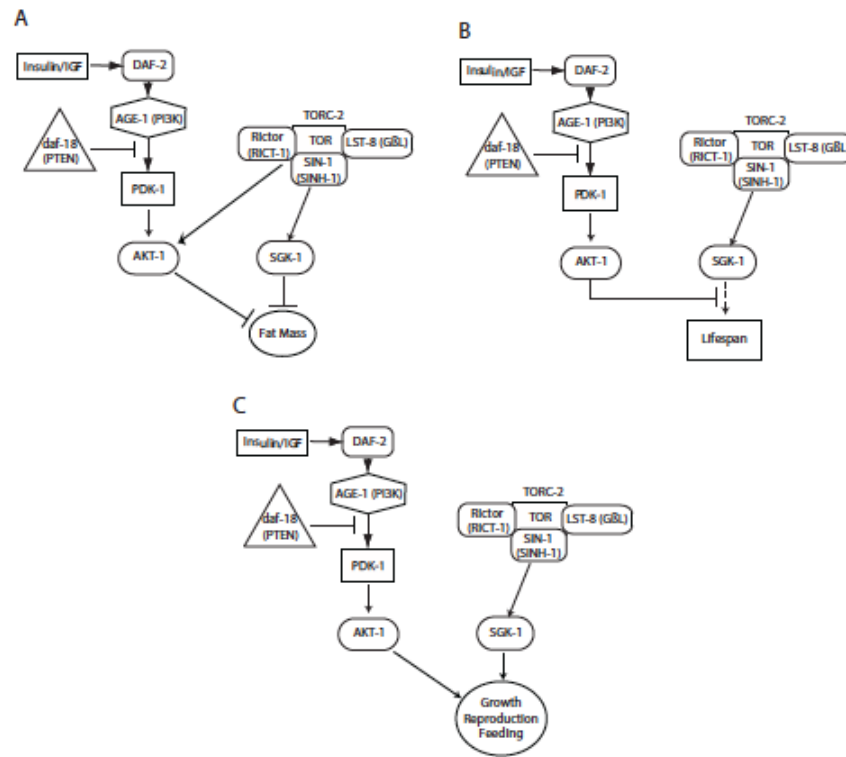 A
Insulin/IGF
DAF-2
AGE-1 (PI3K)
daf-18
(PTEN)
PDK-1
AKT-1
TORC-2
Rictor
(RICT-1)
TOR
LST-8 (GßL)
SIN-1
(SINH-1)
SGK-1
Fat Mass
B
Insulin/IGF
DAF-2
AGE-1 (PI3K)
daf-18
(PTEN)
PDK-1
AKT-1
TORC-2
Rictor
(RICT-1)
TOR
LST-8 (GßL)
SIN-1
(SINH-1)
SGK-1
Lifespan
C
Insulin/IGF
DAF-2
AGE-1 (PI3K)
daf-18
(PTEN)
PDK-1
AKT-1
TORC-2
Rictor
(RICT-1)
TOR
LST-8 (GßL)
SIN-1
(SINH-1)
SGK-1
Growth
Reproduction
Feeding